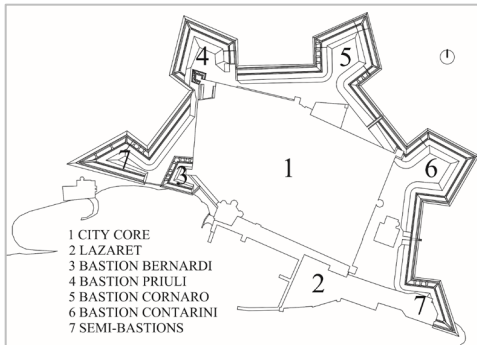 4
5
7
3
1
6
2
7
1 CITY CORE
2 LAZARET
3 BASTION BERNARDI
4 BASTION PRIULI
5 BASTION CORNARO
6 BASTION CONTARINI
7 SEMI-BASTIONS